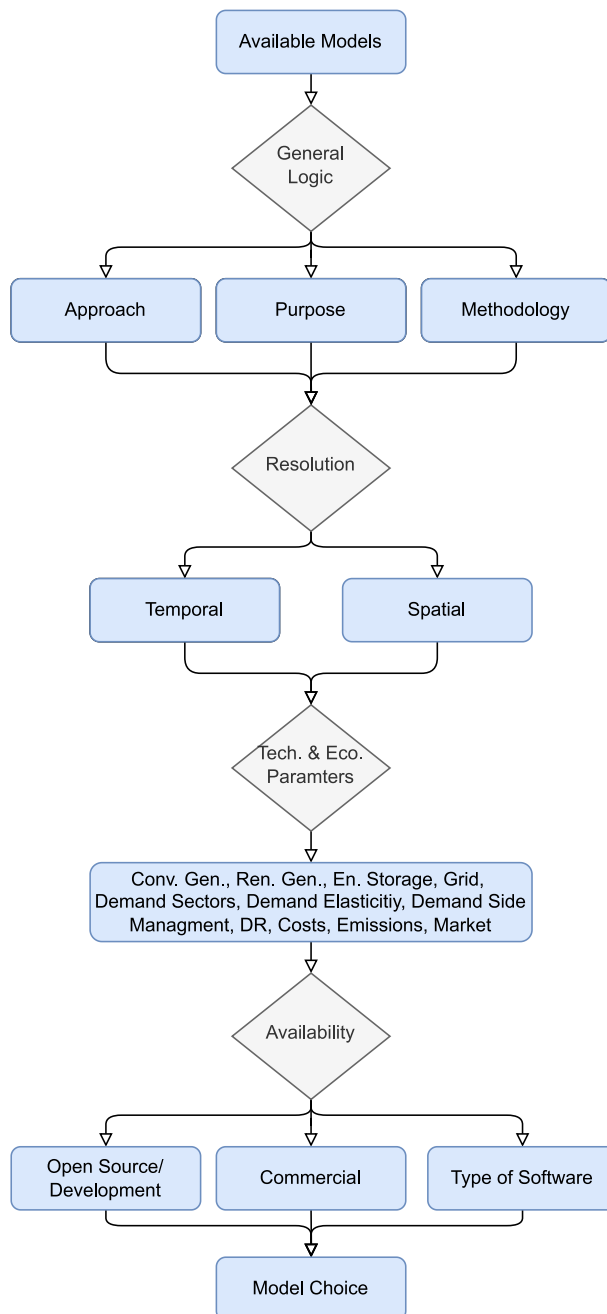 Available Models
General
Logic
Approach
Purpose
Methodology
Resolution
Temporal
Spatial
Tech. & Eco.
Paramters
Conv. Gen., Ren. Gen., En. Storage, Grid,
Demand Sectors, Demand Elasticitiy, Demand Side
Managment, DR, Costs, Emissions, Market
Availability
Open Source/
Development
Commercial
Type of Software
Model Choice